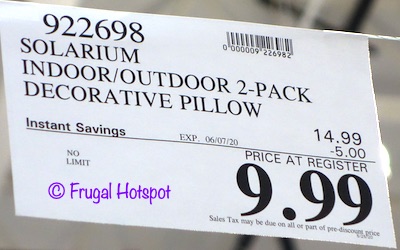 922698
0000009226982
SOLARIUM
INDOOR/OUTDOOR 2-PACK
DECORATIVE PILLOW
Instant Savings EXP. 06/07/20 14.99
-5.00
NO
LIMIT
PRICE AT REGISTER
9.99
© Frugal Hotspot
Sales Tax may be due on all or part of pre-discount price